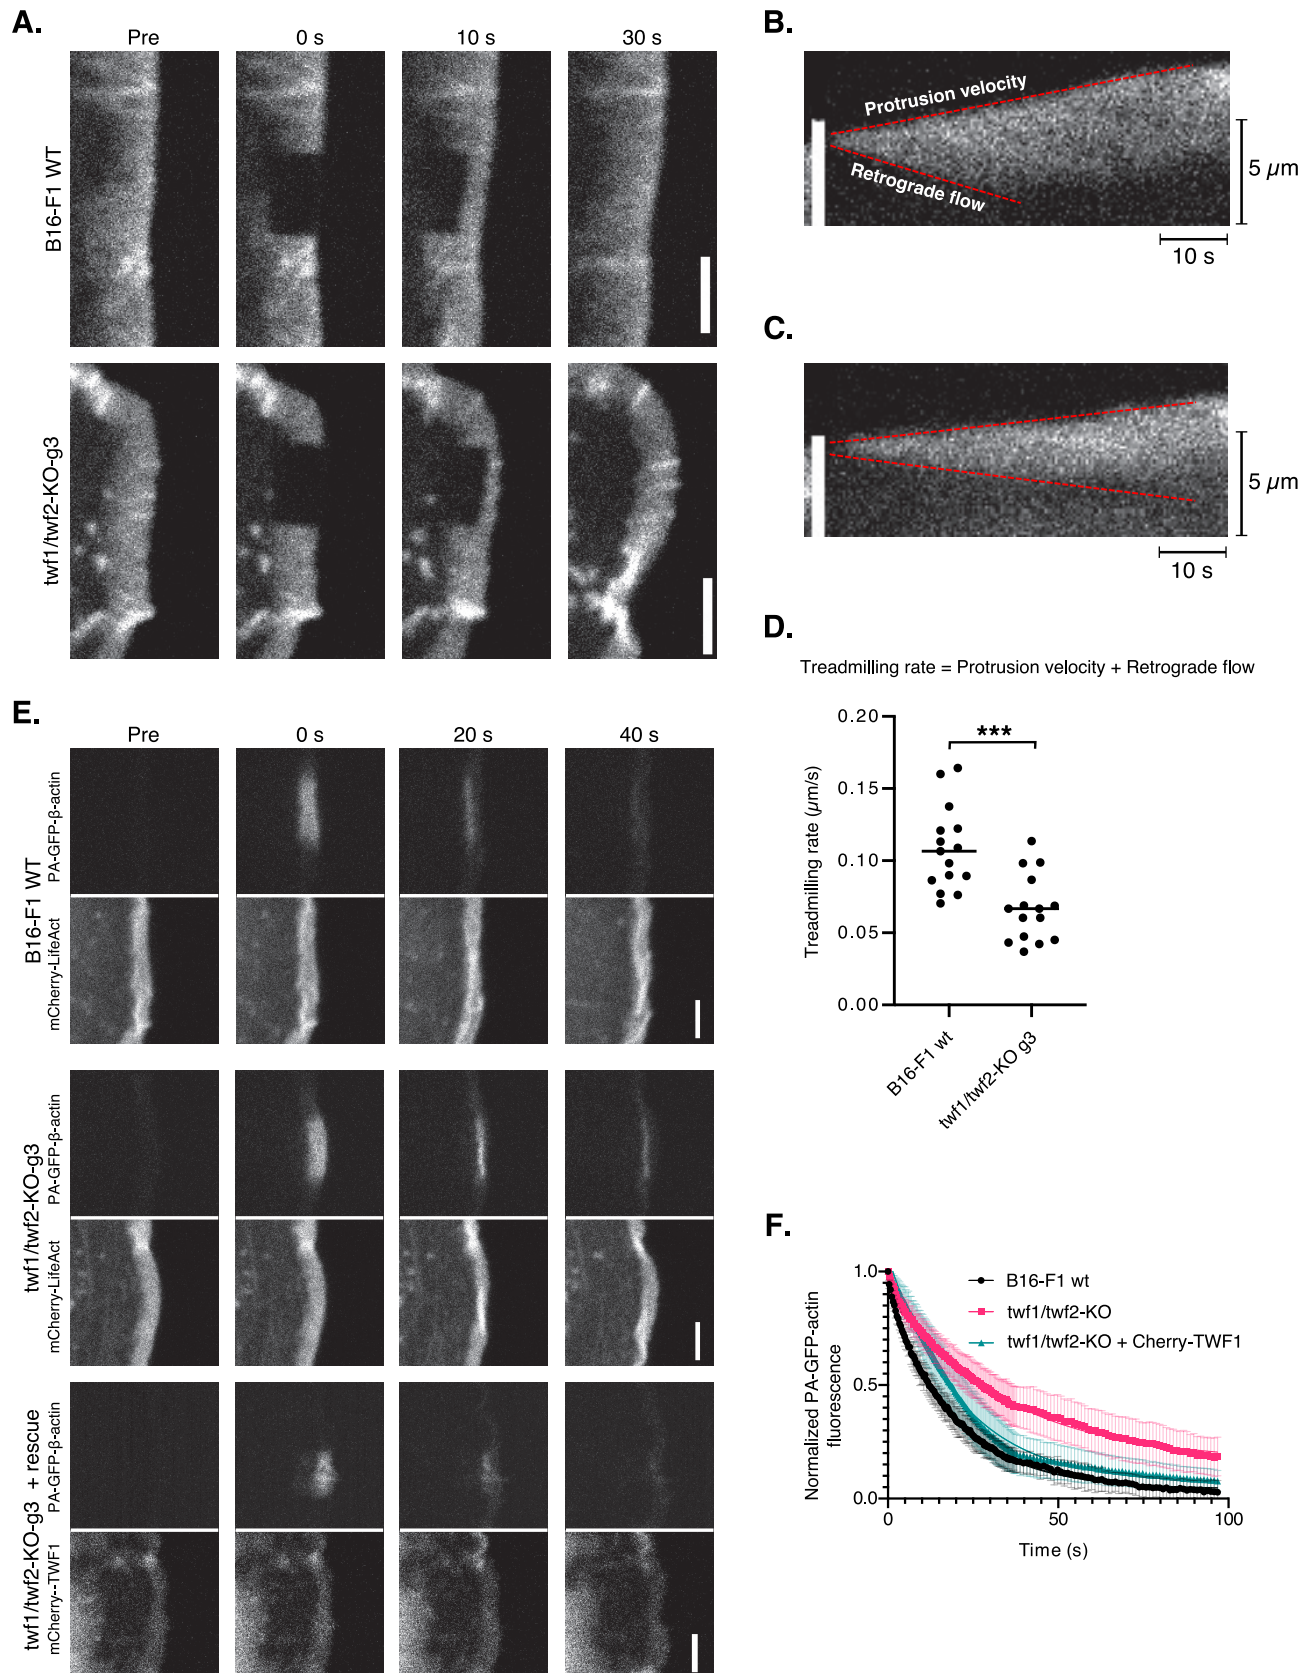 A.
Pre
0 s
10 s
30 s
B16-F1 WT
twf1/twf2-KO-g3
B.
Protrusion velocity
Retrograde flow
5 µm
10 s
C.
5 µm
10 s
D.
Treadmilling rate = Protrusion velocity + Retrograde flow
Treadmilling rate (µm/s)
0.20
0.15
0.10
0.05
0.00
***
B16-F1 wt
twf1/twf2-KO g3
E.
Pre
0 s
20 s
40 s
B16-F1 WT
PA-GFP-β-actin
mCherry-LifeAct
twf1/twf2-KO-g3
PA-GFP-β-actin
mCherry-LifeAct
twf1/twf2-KO-g3 + rescue
PA-GFP-β-actin
mCherry--TWF1
F.
Normalized PA-GFP-actin
fluorescence
1.0
0.5
0.0
0
50
100
Time (s)
B16-F1 wt
twf1/twf2-KO
twf1/twf2-KO + Cherry-TWF1